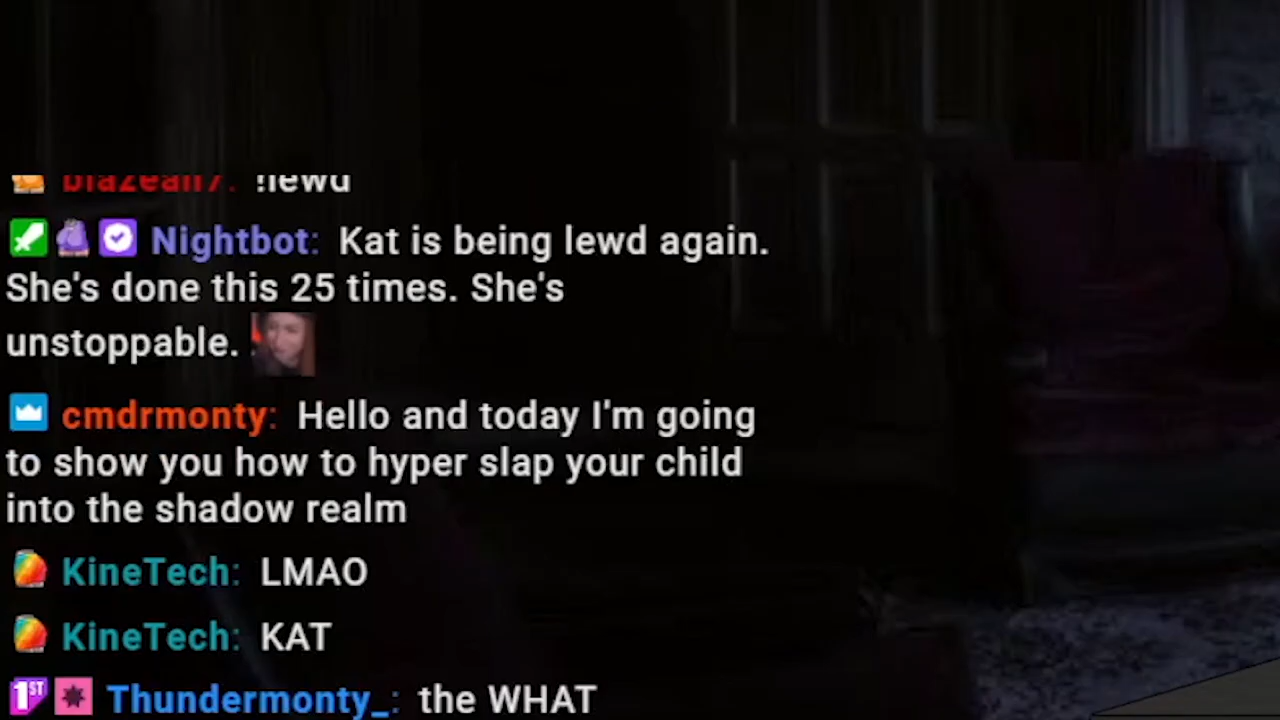 !lewd
Nightbot: Kat is being lewd again.
She's done this 25 times. She's
unstoppable.
cmdrmonty: Hello and today I'm going
to show you how to hyper slap your child
into the shadow realm
KineTech: LMAO
KineTech: KAT
1ST Thundermonty_: the WHAT